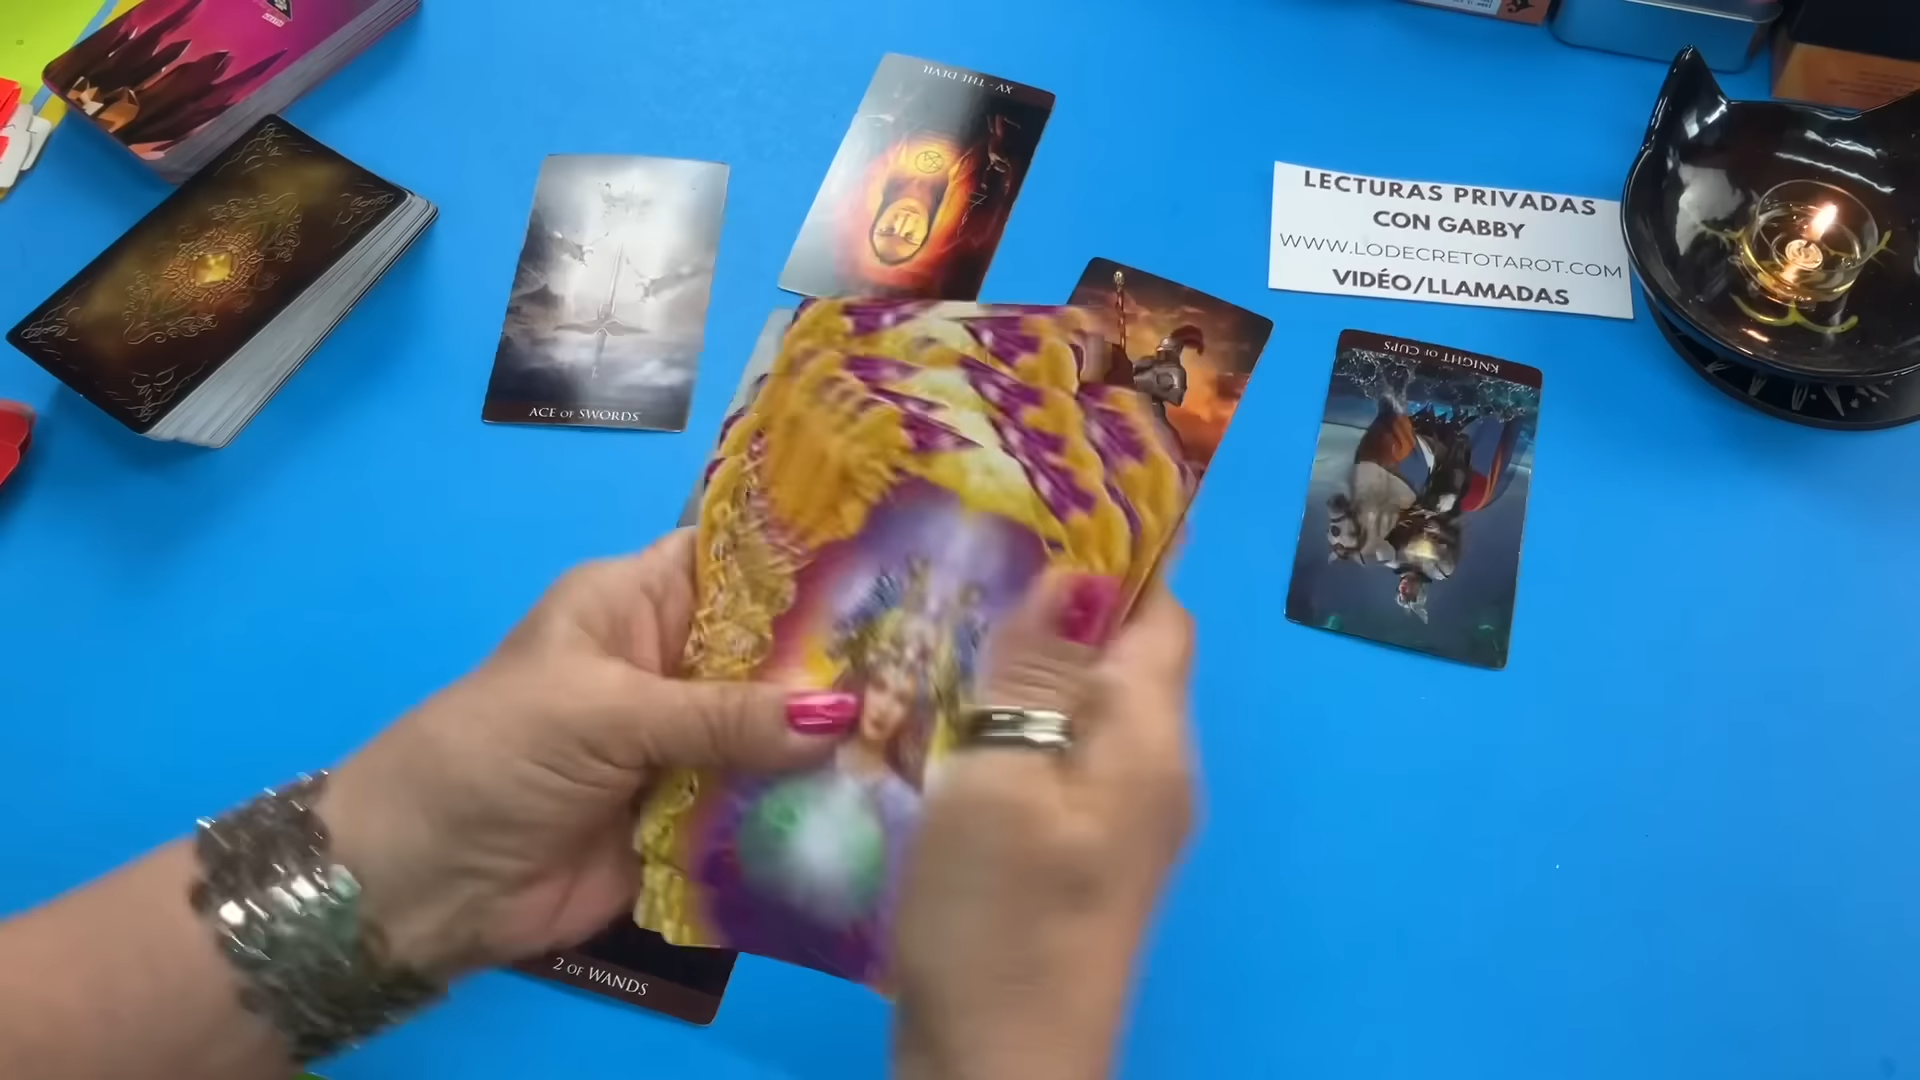 XV - THE DEVIL
LECTURAS PRIVADAS
CON GABBY
WWW.LODECRETOTAROT.COM
VIDÉO/LLAMADAS
KNIGHT OF CUPS
ACE OF SWORDS
2 OF WANDS